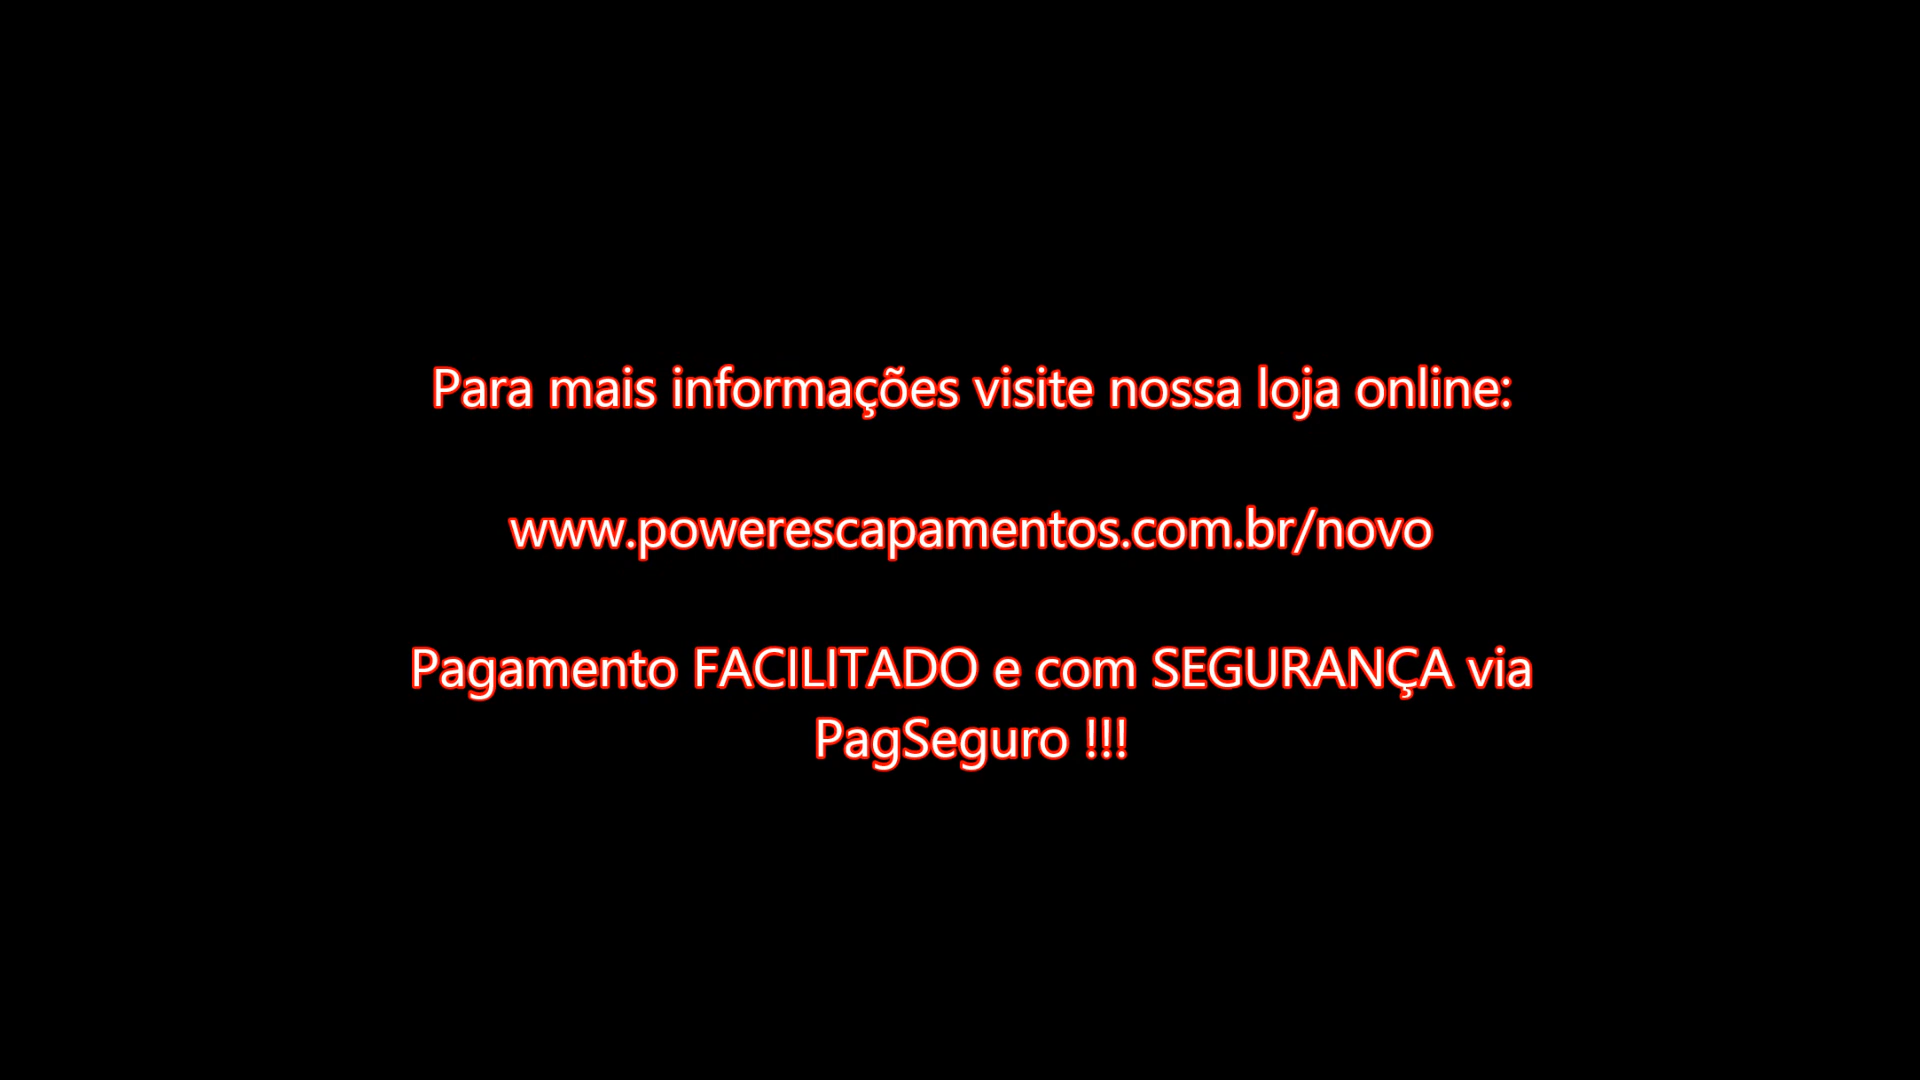 Para mais informações visite nossa loja online:
www.powerescapamentos.com.br/novo
Pagamento FACILITADO e com SEGURANÇA via
PagSeguro !!!